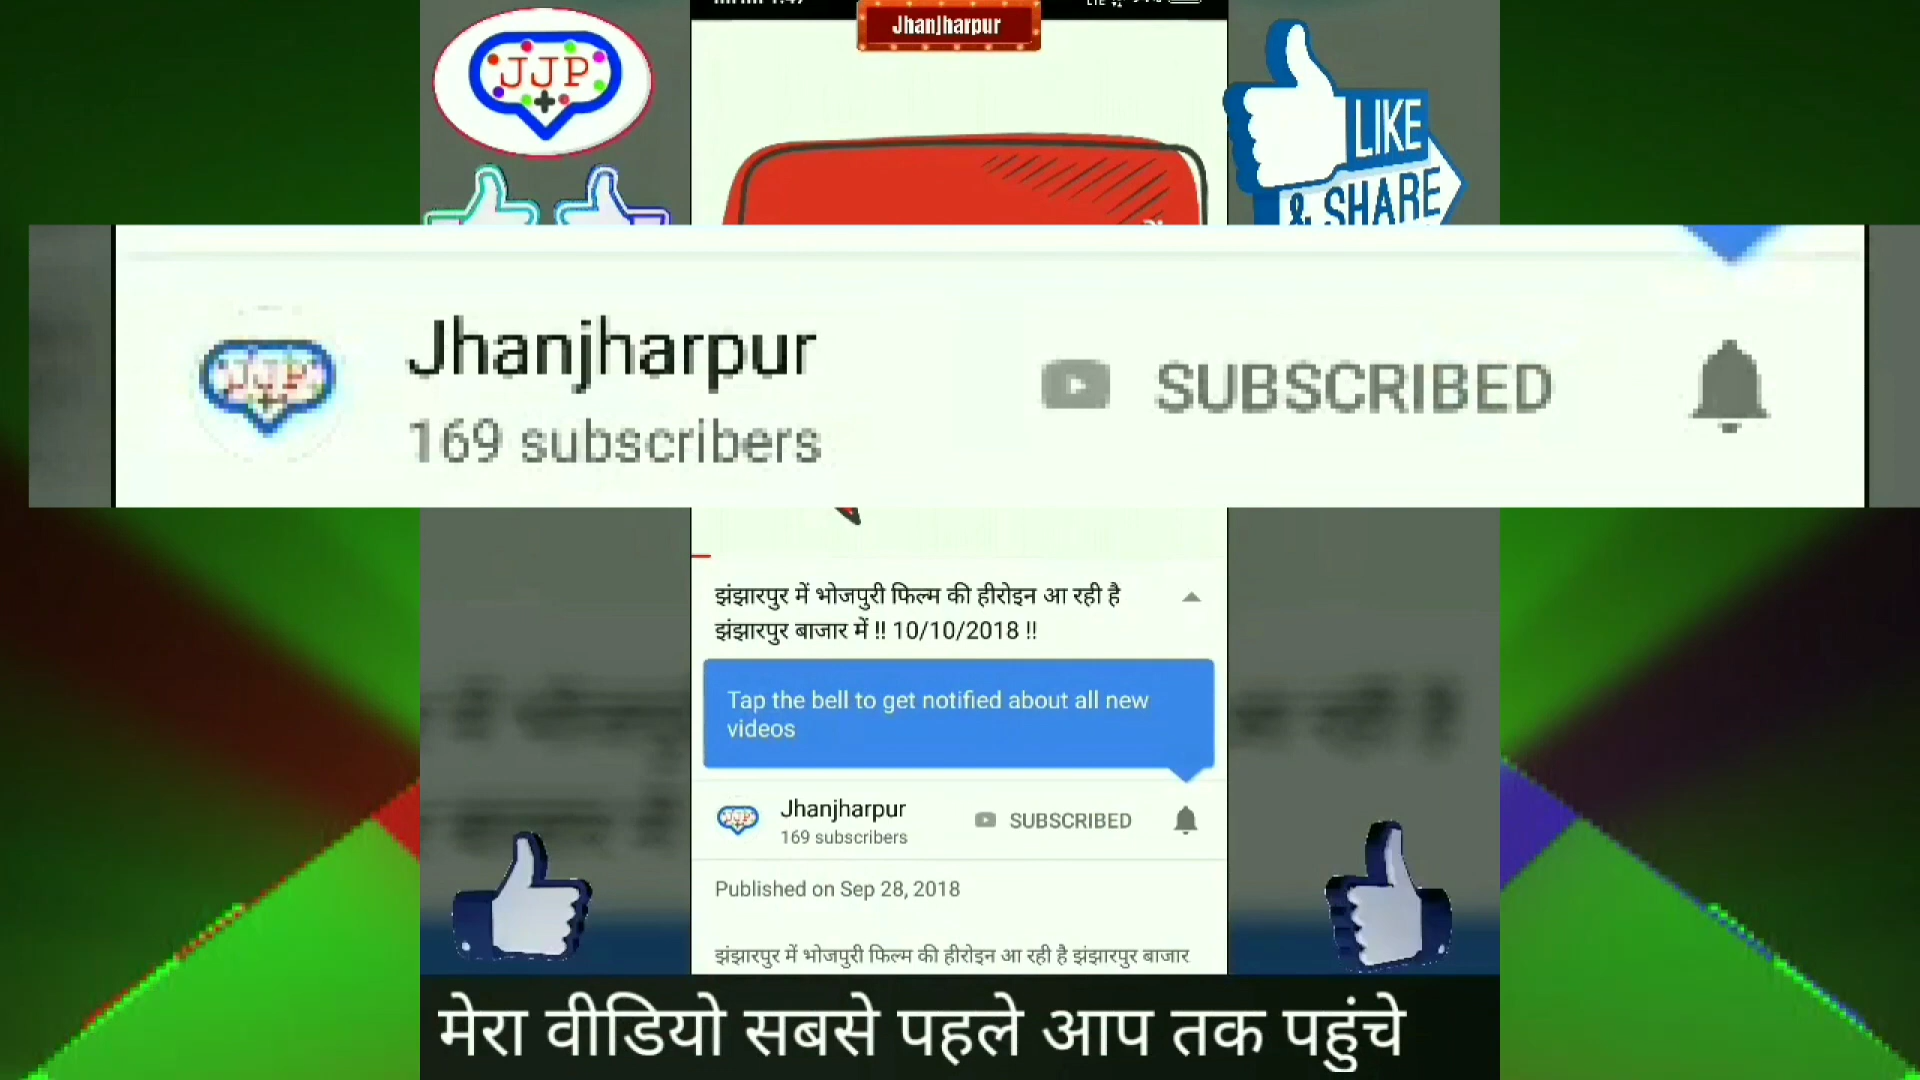 Jhanjharpur
JJP
LIKE
& SHARE
Jhanjharpur
169 subscribers
SUBSCRIBED
झंझारपुर में भोजपुरी फिल्म की हीरोइन आ रही है
झंझारपुर बाजार में !! 10/10/2018 !!
Tap the bell to get notified about all new
videos
JJP
Jhanjharpur
169 subscribers
SUBSCRIBED
Published on Sep 28, 2018
झंझारपुर में भोजपुरी फिल्म की हीरोइन आ रही है झंझारपुर बाजार
मेरा वीडियो सबसे पहले आप तक पहुंचे